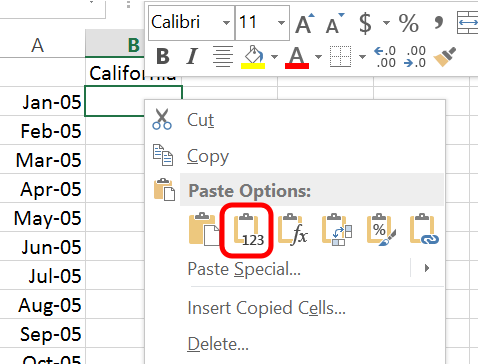 Calibri 11 A A $ % ,
A B B I A .0 .00 .00 .0
California
Jan-05
Feb-05 Cut
Mar-05 Copy
Apr-05 Paste Options:
May-05 123 fx %
Jun-05
Jul-05 Paste Special...
Aug-05 Insert Copied Cells...
Sep-05
Delete...
Oct-05